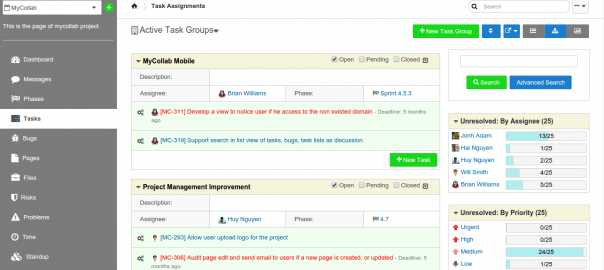 MyCollab
This is the page of mycollab project
Dashboard
Messages
Phases
Tasks
Bugs
Pages
Files
Risks
Problems
Time
Standup
Task Assignments
Search
Active Task Groups
New Task Group
MyCollab Mobile
Open Pending Closed
Description:
Assignee: Brian Williams Phase: Sprint 4.5.3
[MC-311] Develop a view to notice user if he access to the non existed domain - Deadline: 5 months
ago
[MC-319] Support search in list view of tasks, bugs, task lists as discussion
New Task
Project Management Improvement
Open Pending Closed
Description:
Assignee: Huy Nguyen Phase: 4.7
[MC-293] Allow user upload logo for the project
[MC-306] Audit page edit and send email to users if a new page is created, or updated - Deadline: 5
months ago
Search Advanced Search
Unresolved: By Assignee (25)
Jonh Adam 13/25
Hai Nguyen 1/25
Huy Nguyen 2/25
Will Smith 4/25
Brian Williams 5/25
Unresolved: By Priority (25)
Urgent 0/25
High 0/25
Medium 24/25
Low 1/25